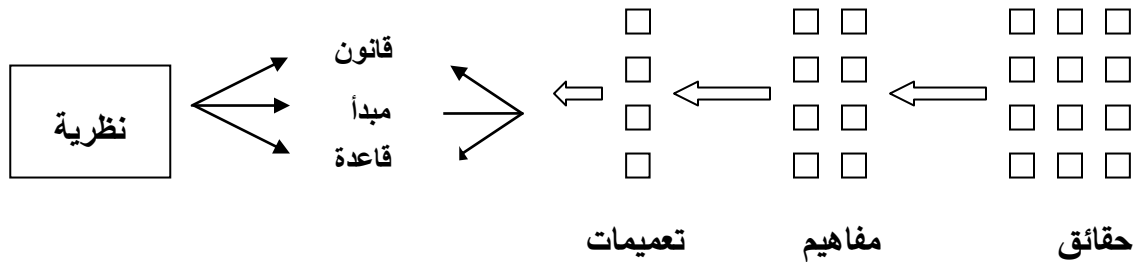 قانون
مبدأ
قاعدة
نظرية
حقائق
مفاهيم
تعميمات